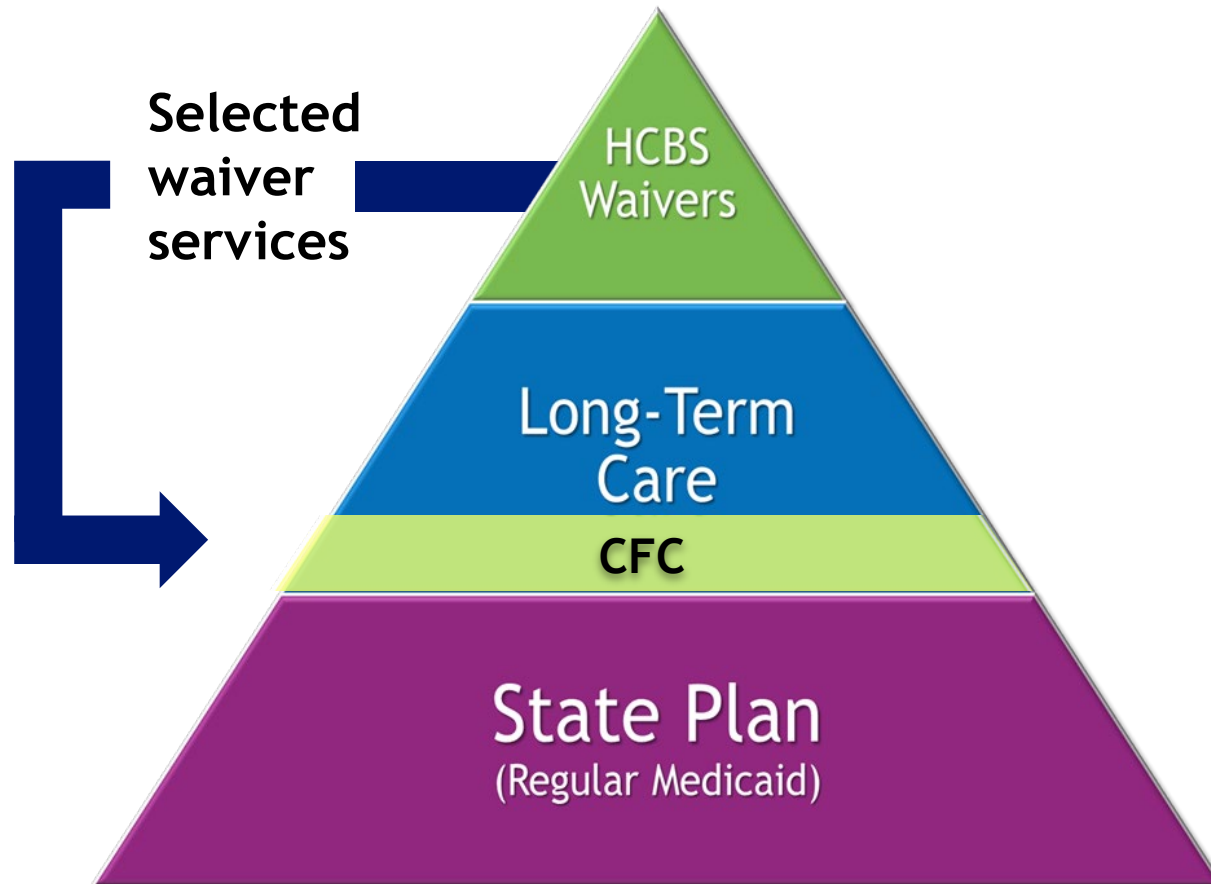 Selected
waiver
services
HCBS
Waivers
Long-Term
Care
CFC
State Plan
(Regular Medicaid)